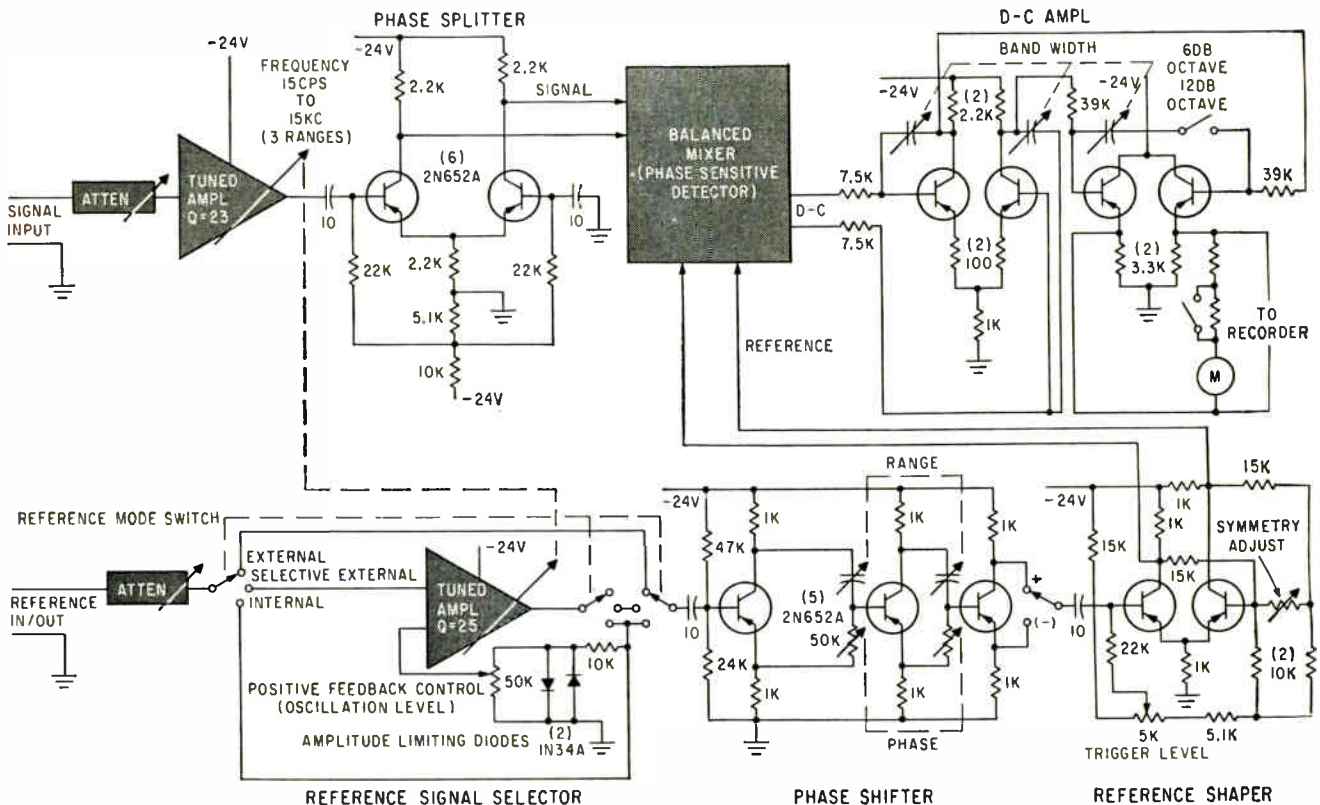 PHASE SPLITTER
D-C AMPL
-24V
-24V
2.2K
2.2K
FREQUENCY
15CPS
TO
15KC
(3 RANGES)
SIGNAL
BAND WIDTH
6DB
OCTAVE
12DB
OCTAVE
-24V
(2)
2.2K
39K
-24V
BALANCED
MIXER
(PHASE SENSITIVE
DETECTOR)
ATTEN
TUNED
AMPL
Q=23
SIGNAL
INPUT
10
(6)
2N652A
10
7.5K
D-C
7.5K
39K
22K
2.2K
22K
5.1K
10K
-24V
(2)
100
1K
(2)
3.3K
TO
RECORDER
M
REFERENCE
REFERENCE MODE SWITCH
EXTERNAL
SELECTIVE EXTERNAL
INTERNAL
ATTEN
REFERENCE
IN/OUT
-24V
TUNED
AMPL
Q=25
10K
50K
POSITIVE FEEDBACK CONTROL
(OSCILLATION LEVEL)
AMPLITUDE LIMITING DIODES
(2)
1N34A
-24V
RANGE
1K
1K
1K
47K
10
(5)
2N652A
50K
24K
1K
1K
1K
PHASE
+
(-)
10
-24V
15K
1K
1K
15K
15K
SYMMETRY
ADJUST
22K
1K
(2)
10K
5K
5.1K
TRIGGER LEVEL
REFERENCE SIGNAL SELECTOR
PHASE SHIFTER
REFERENCE SHAPER